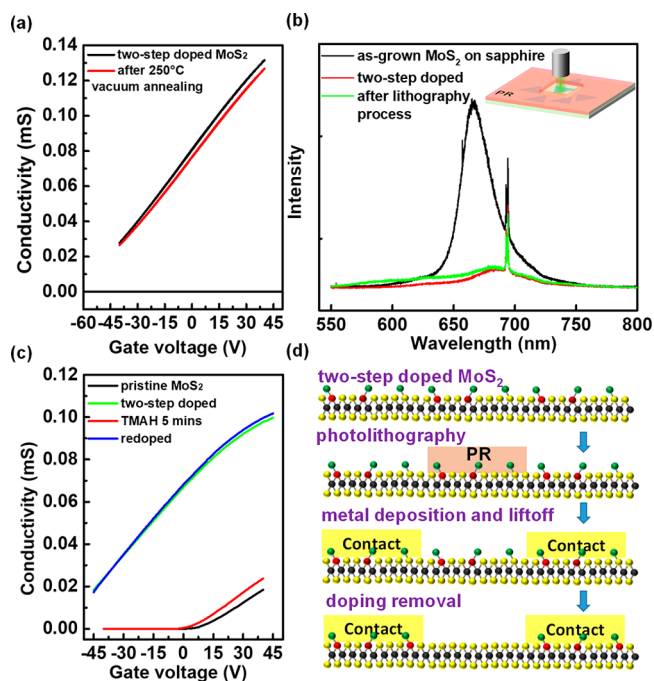 (a)
0.14
0.12
0.10
0.08
0.06
0.04
0.02
0.00
Conductivity (mS)
two-step doped MoS₂
after 250°C
vacuum annealing
-60 -45 -30 -15 0 15 30 45
Gate voltage (V)
(b)
Intensity
as-grown MoS₂ on sapphire
two-step doped
after lithography
process
PR
550 600 650 700 750 800
Wavelength (nm)
(c)
0.12
0.10
0.08
0.06
0.04
0.02
0.00
Conductivity (mS)
pristine MoS₂
two-step doped
TMAH 5 mins
redoped
-45 -30 -15 0 15 30 45
Gate voltage (V)
(d)
two-step doped MoS₂
photolithography
PR
metal deposition and liftoff
Contact Contact
doping removal
Contact Contact